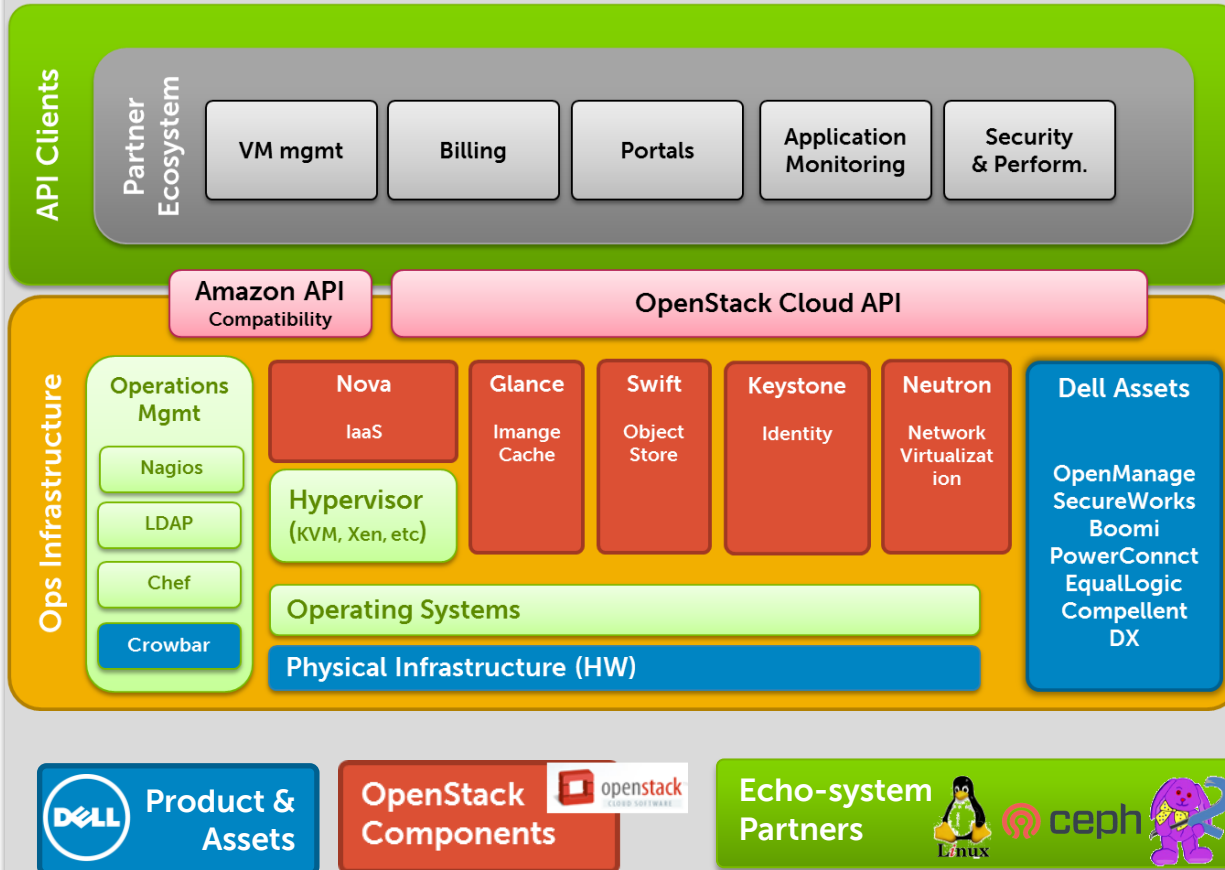 API Clients
Partner
Ecosystem
VM mgmt
Billing
Portals
Application
Monitoring
Security
& Perform.
Amazon API
Compatibility
OpenStack Cloud API
Ops Infrastructure
Operations
Mgmt
Nagios
LDAP
Chef
Crowbar
Nova
IaaS
Hypervisor
(KVM, Xen, etc)
Glance
Imange
Cache
Swift
Object
Store
Keystone
Identity
Neutron
Network
Virtualizat
ion
Operating Systems
Physical Infrastructure (HW)
Dell Assets
OpenManage
SecureWorks
Boomi
PowerConnct
EqualLogic
Compellent
DX
DELL
Product &
Assets
OpenStack
Components
openstack
CLOUD SOFTWARE
Echo-system
Partners
Linux
ceph